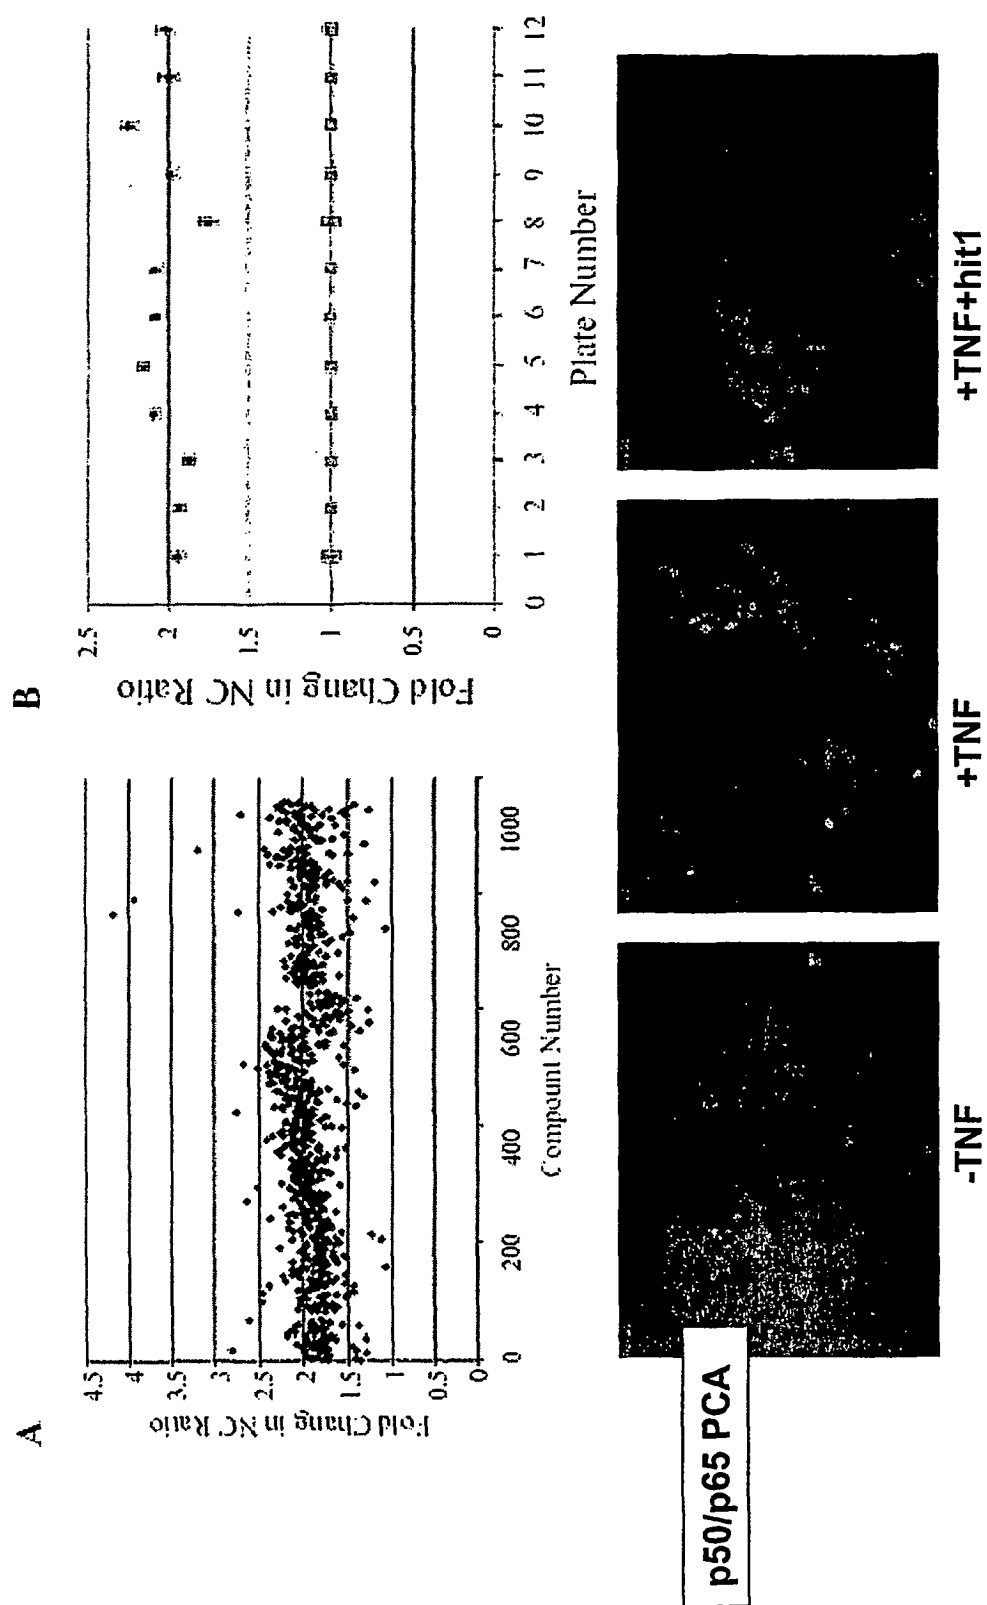 A
Fold Chang in NC Ratio
4.5
4
3.5
3
2.5
2
1.5
1
0.5
0
0 200 400 600 800 1000
Compound Number
B
Fold Chang in NC Ratio
2.5
2
1.5
1
0.5
0
0 1 2 3 4 5 6 7 8 9 10 11 12
Plate Number
p50/p65 PCA
-TNF
+TNF
+TNF+hit1